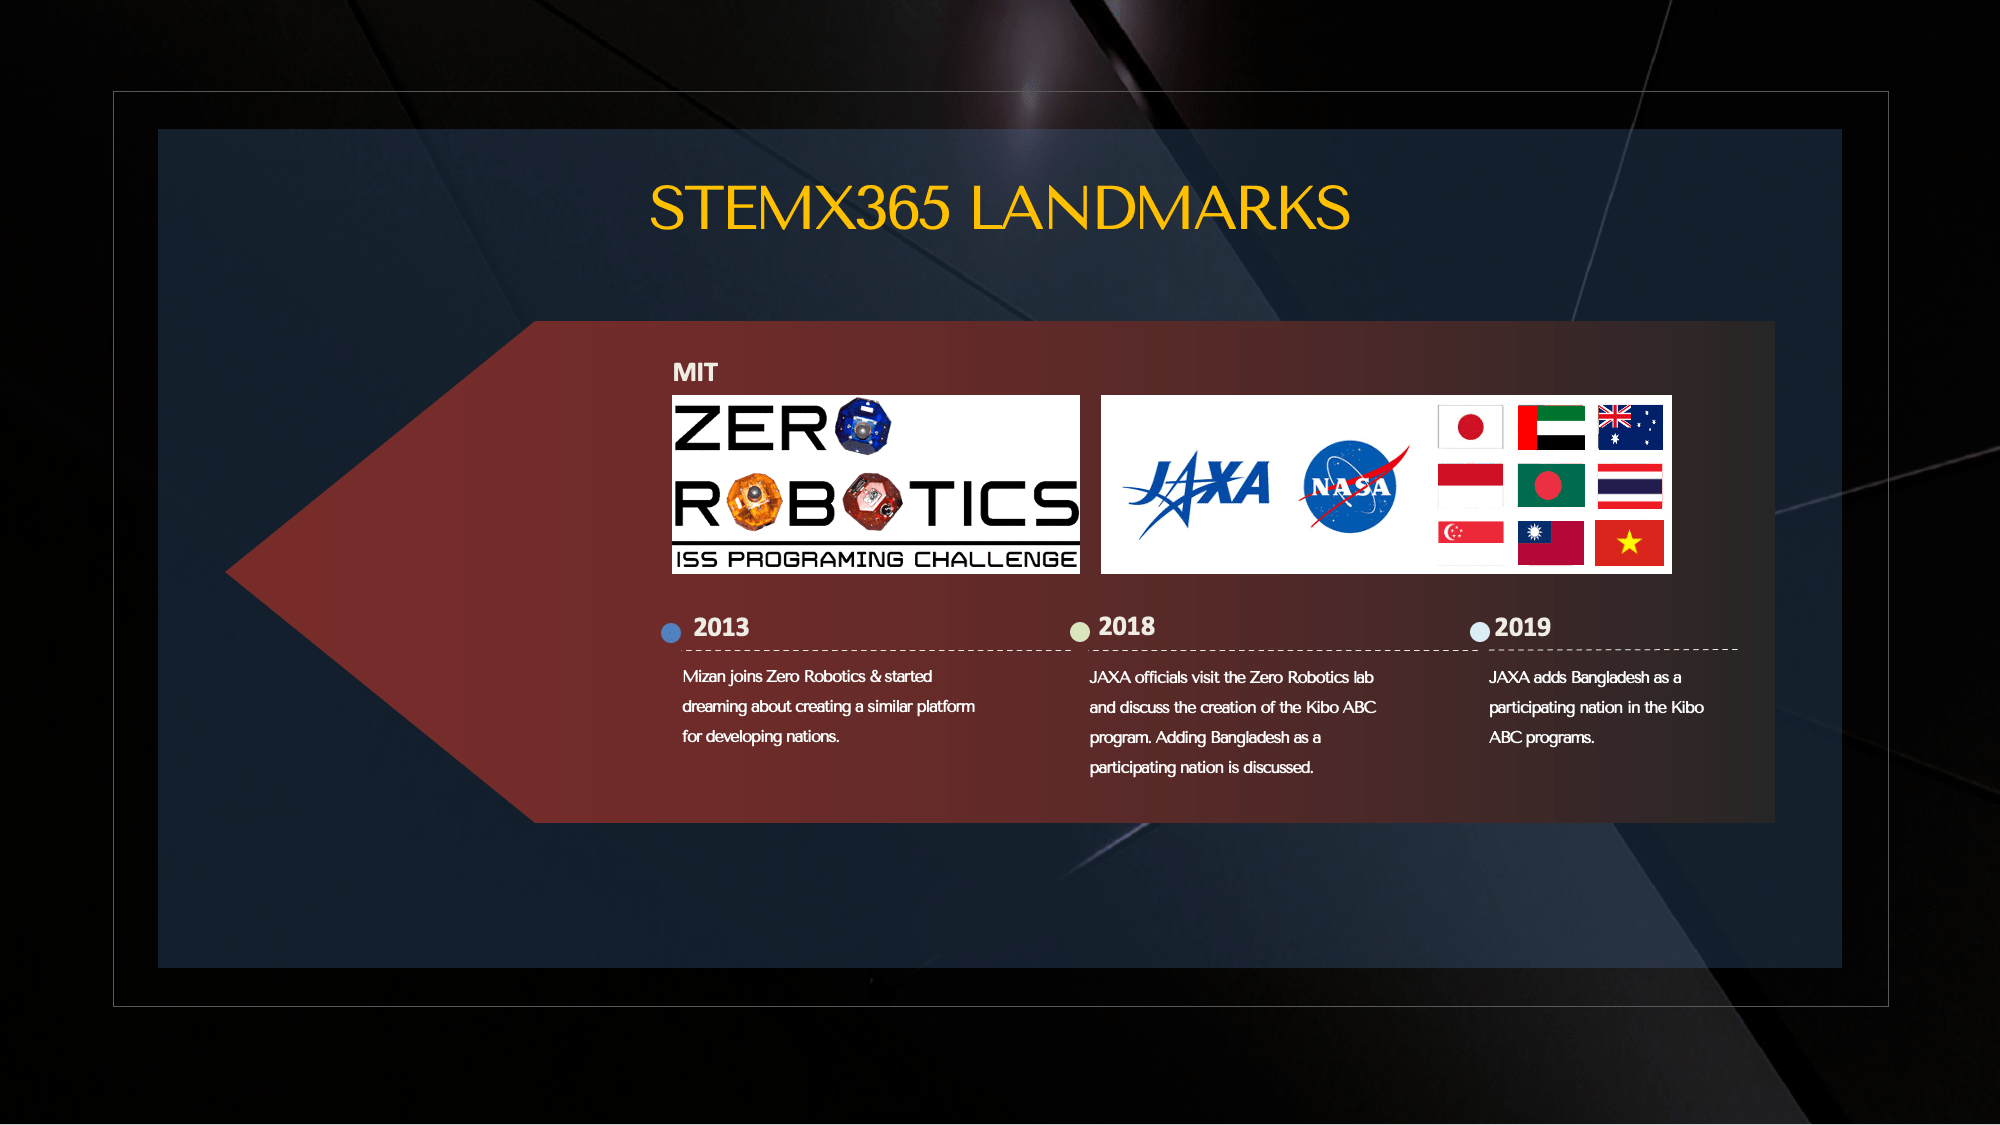 STEMX365 LANDMARKS
MIT
ZERO
ROBOTICS
ISS PROGRAMING CHALLENGE
JAXA
NASA
2013
Mizan joins Zero Robotics & started
dreaming about creating a similar platform
for developing nations.
2018
JAXA officials visit the Zero Robotics lab
and discuss the creation of the Kibo ABC
program. Adding Bangladesh as a
participating nation is discussed.
2019
JAXA adds Bangladesh as a
participating nation in the Kibo
ABC programs.